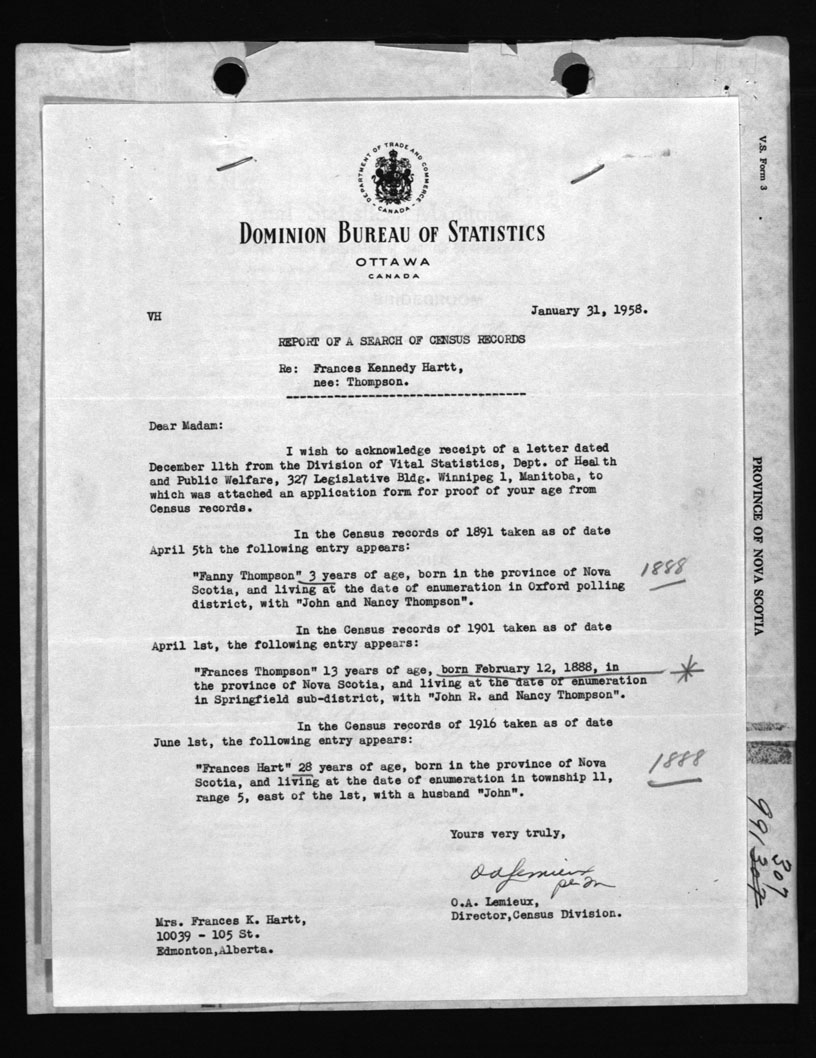 DEPARTMENT OF TRADE AND COMMERCE
- CANADA -
DOMINION BUREAU OF STATISTICS
OTTAWA
CANADA
VH
January 31, 1958.
REPORT OF A SEARCH OF CENSUS RECORDS
Re: Frances Kennedy Hartt,
nee: Thompson.
Dear Madam:
I wish to acknowledge receipt of a letter dated
December 11th from the Division of Vital Statistics, Dept. of Health
and Public Welfare, 327 Legislative Bldg. Winnipeg 1, Manitoba, to
which was attached an application form for proof of your age from
Census records.
In the Census records of 1891 taken as of date
April 5th the following entry appears:
"Fanny Thompson" 3 years of age, born in the province of Nova
Scotia, and living at the date of enumeration in Oxford polling
district, with "John and Nancy Thompson".
1888
In the Census records of 1901 taken as of date
April 1st, the following entry appears:
"Frances Thompson" 13 years of age, born February 12, 1888, in
the province of Nova Scotia, and living at the date of enumeration
in Springfield sub-district, with "John R. and Nancy Thompson".
In the Census records of 1916 taken as of date
June 1st, the following entry appears:
"Frances Hart" 28 years of age, born in the province of Nova
Scotia, and living at the date of enumeration in township 11,
range 5, east of the 1st, with a husband "John".
1888
Yours very truly,
O A Lemieux
O.A. Lemieux,
Director,Census Division.
Mrs. Frances K. Hartt,
10039 - 105 St.
Edmonton,Alberta.
V.S. Form 3
PROVINCE OF NOVA SCOTIA
307
991307
BRIDEGROOM